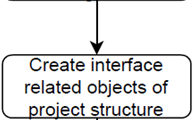 Create interface
related objects of
project structure